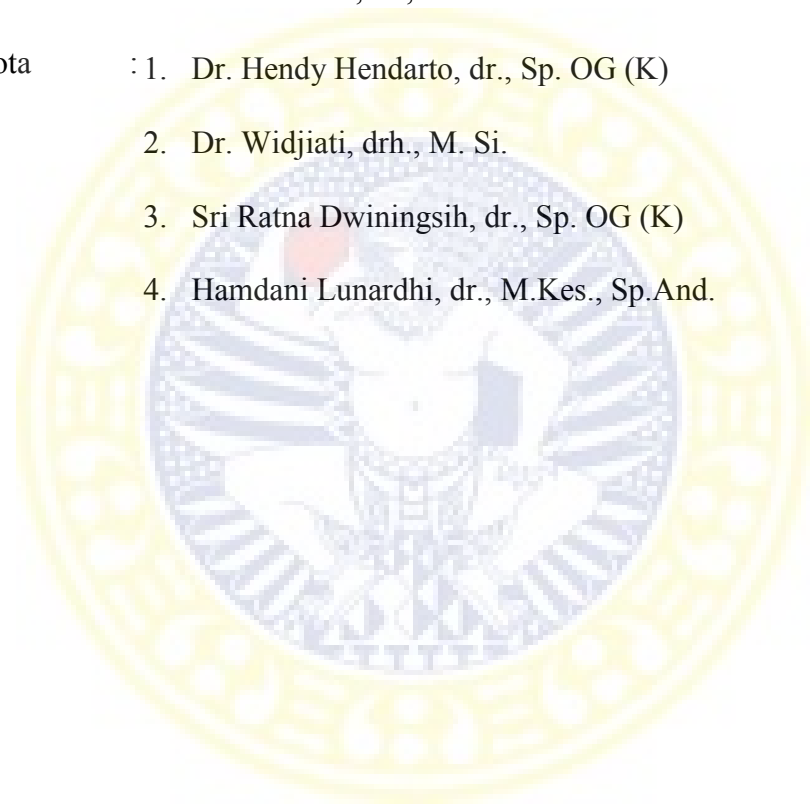 : 1. Dr. Hendy Hendarto, dr., Sp. OG (K)
2. Dr. Widjiati, drh., M. Si.
3. Sri Ratna Dwiningsih, dr., Sp. OG (K)
4. Hamdani Lunardhi, dr., M.Kes., Sp.And.